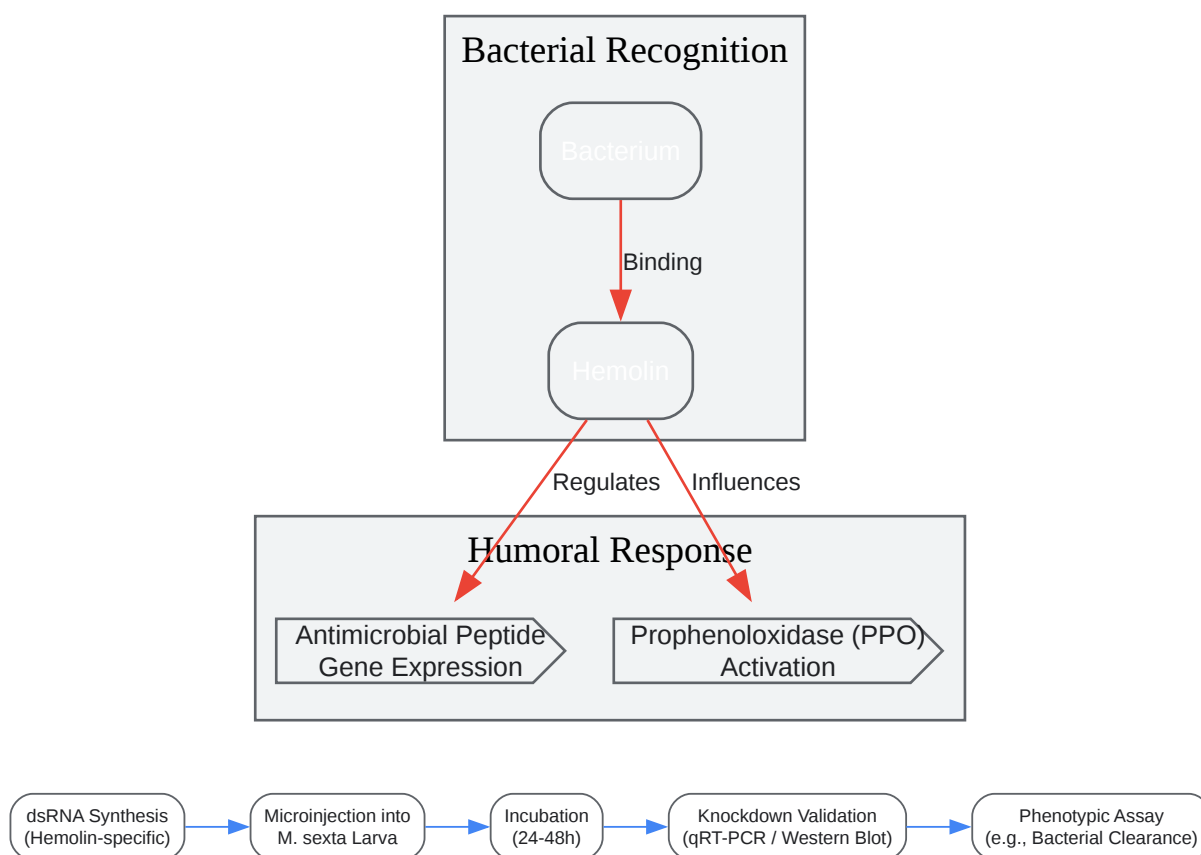 Bacterial Recognition
Bacterium
Binding
Hemolin
Regulates
Influences
Humoral Response
Antimicrobial Peptide
Gene Expression
Prophenoloxidase (PPO)
Activation
dsRNA Synthesis
(Hemolin-specific)
Microinjection into
M. sexta Larva
Incubation
(24-48h)
Knockdown Validation
(qRT-PCR / Western Blot)
Phenotypic Assay
(e.g., Bacterial Clearance)